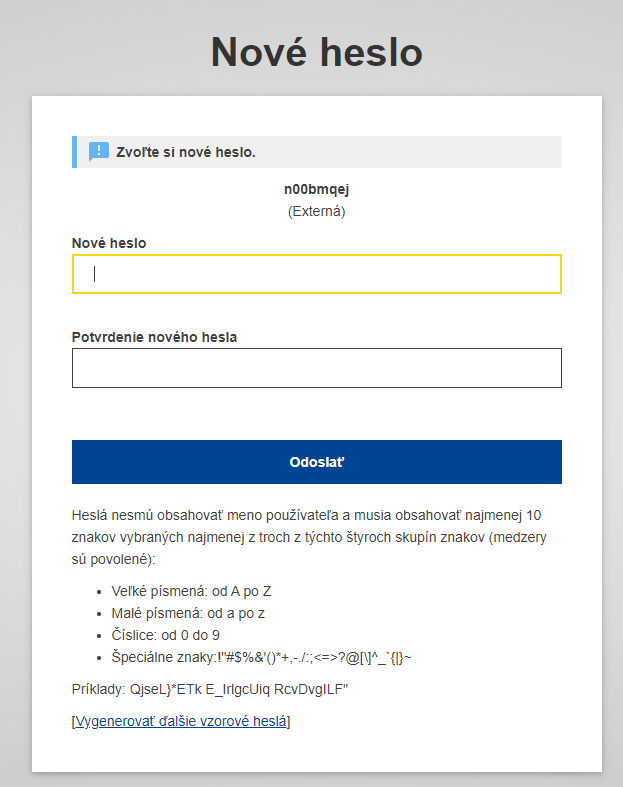 Nové heslo
Zvoľte si nové heslo.
n00bmqej
(Externá)
Nové heslo
Potvrdenie nového hesla
Odoslať
Heslá nesmú obsahovať meno používateľa a musia obsahovať najmenej 10
znakov vybraných najmenej z troch z týchto štyroch skupín znakov (medzery
sú povolené):
• Veľké písmená: od A po Z
• Malé písmená: od a po z
• Číslice: od 0 do 9
• Špeciálne znaky:!"#$%&'()*+,-./:;<=>?@[\]^_`{|}~
Príklady: QjseL}*ETk E_IrlgcUiq RcvDvgILF"
[Vygenerovať ďalšie vzorové heslá]